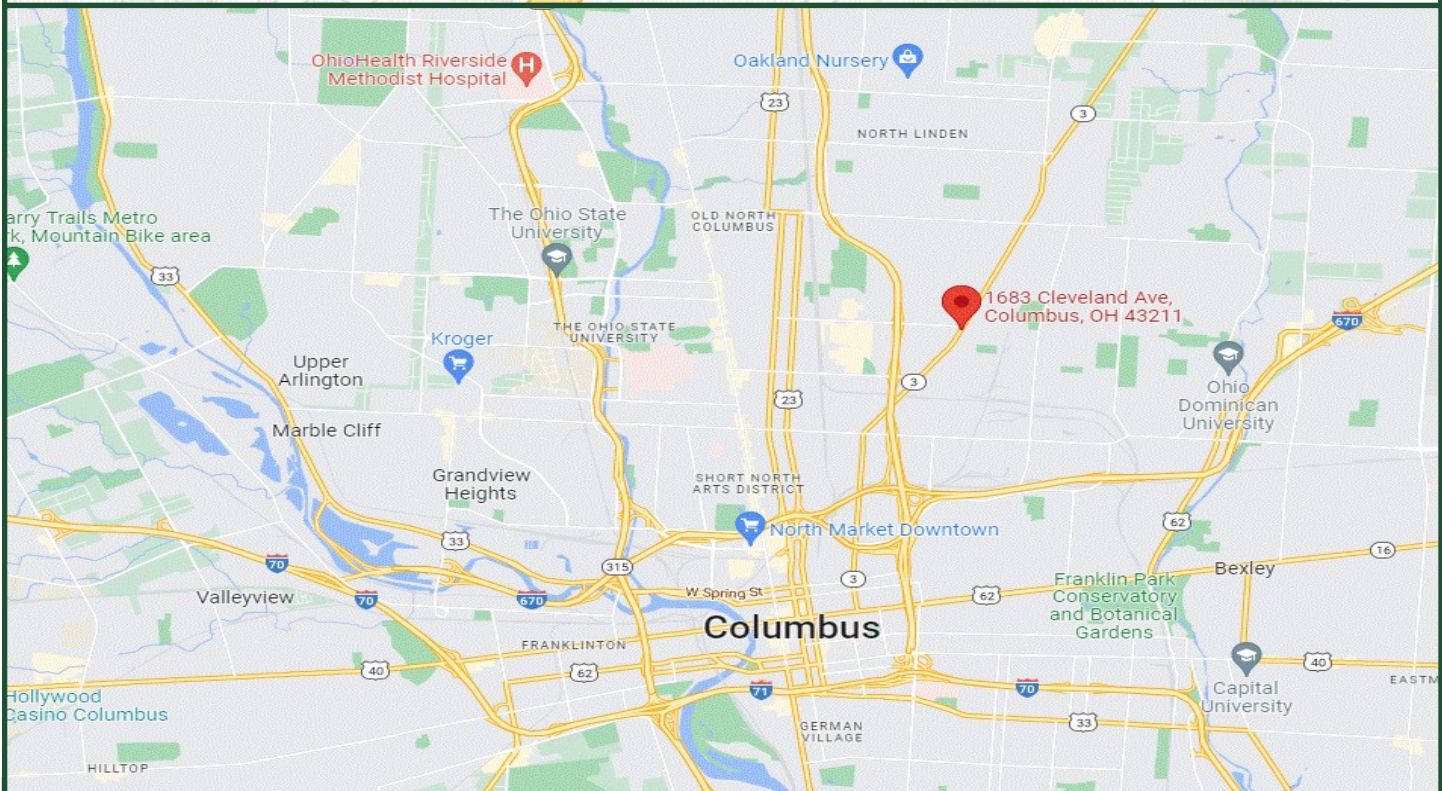 OhioHealth Riverside
Methodist Hospital
Oakland Nursery
23
3
NORTH LINDEN
arry Trails Metro
rk, Mountain Bike area
The Ohio State
University
OLD NORTH
COLUMBUS
33
1683 Cleveland Ave,
Columbus, OH 43211
670
THE OHIO STATE
UNIVERSITY
Kroger
Upper
Arlington
3
Ohio
Dominican
University
23
Marble Cliff
Grandview
Heights
SHORT NORTH
ARTS DISTRICT
North Market Downtown
62
33
16
70
315
Bexley
Valleyview
70
670
W Spring St
3
62
Franklin Park
Conservatory
and Botanical
Gardens
Columbus
FRANKLINTON
40
62
40
EASTM
Hollywood
Casino Columbus
71
70
Capital
University
33
GERMAN
VILLAGE
HILLTOP